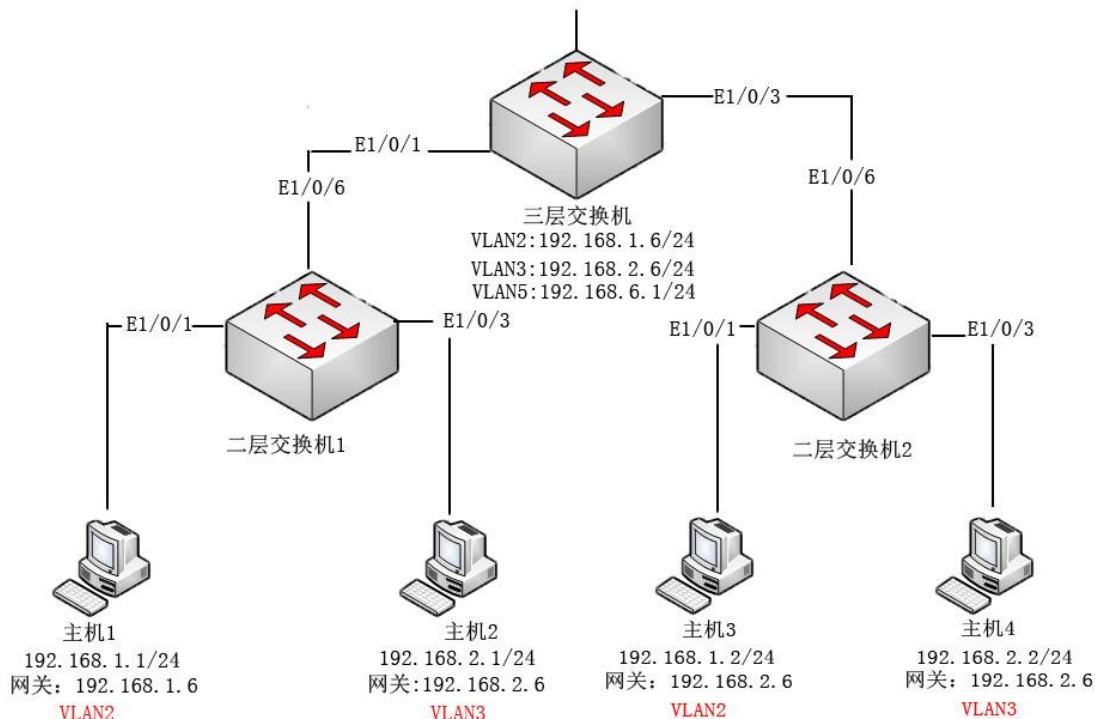 E1/0/3
E1/0/1
E1/0/6
E1/0/6
三层交换机
VLAN2:192.168.1.6/24
VLAN3:192.168.2.6/24
VLAN5:192.168.6.1/24
E1/0/1
E1/0/3
E1/0/1
E1/0/3
二层交换机1
二层交换机2
主机1
192.168.1.1/24
网关：192.168.1.6
VLAN2
主机2
192.168.2.1/24
网关:192.168.2.6
VLAN3
主机3
192.168.1.2/24
网关：192.168.2.6
VLAN2
主机4
192.168.2.2/24
网关：192.168.2.6
VLAN3